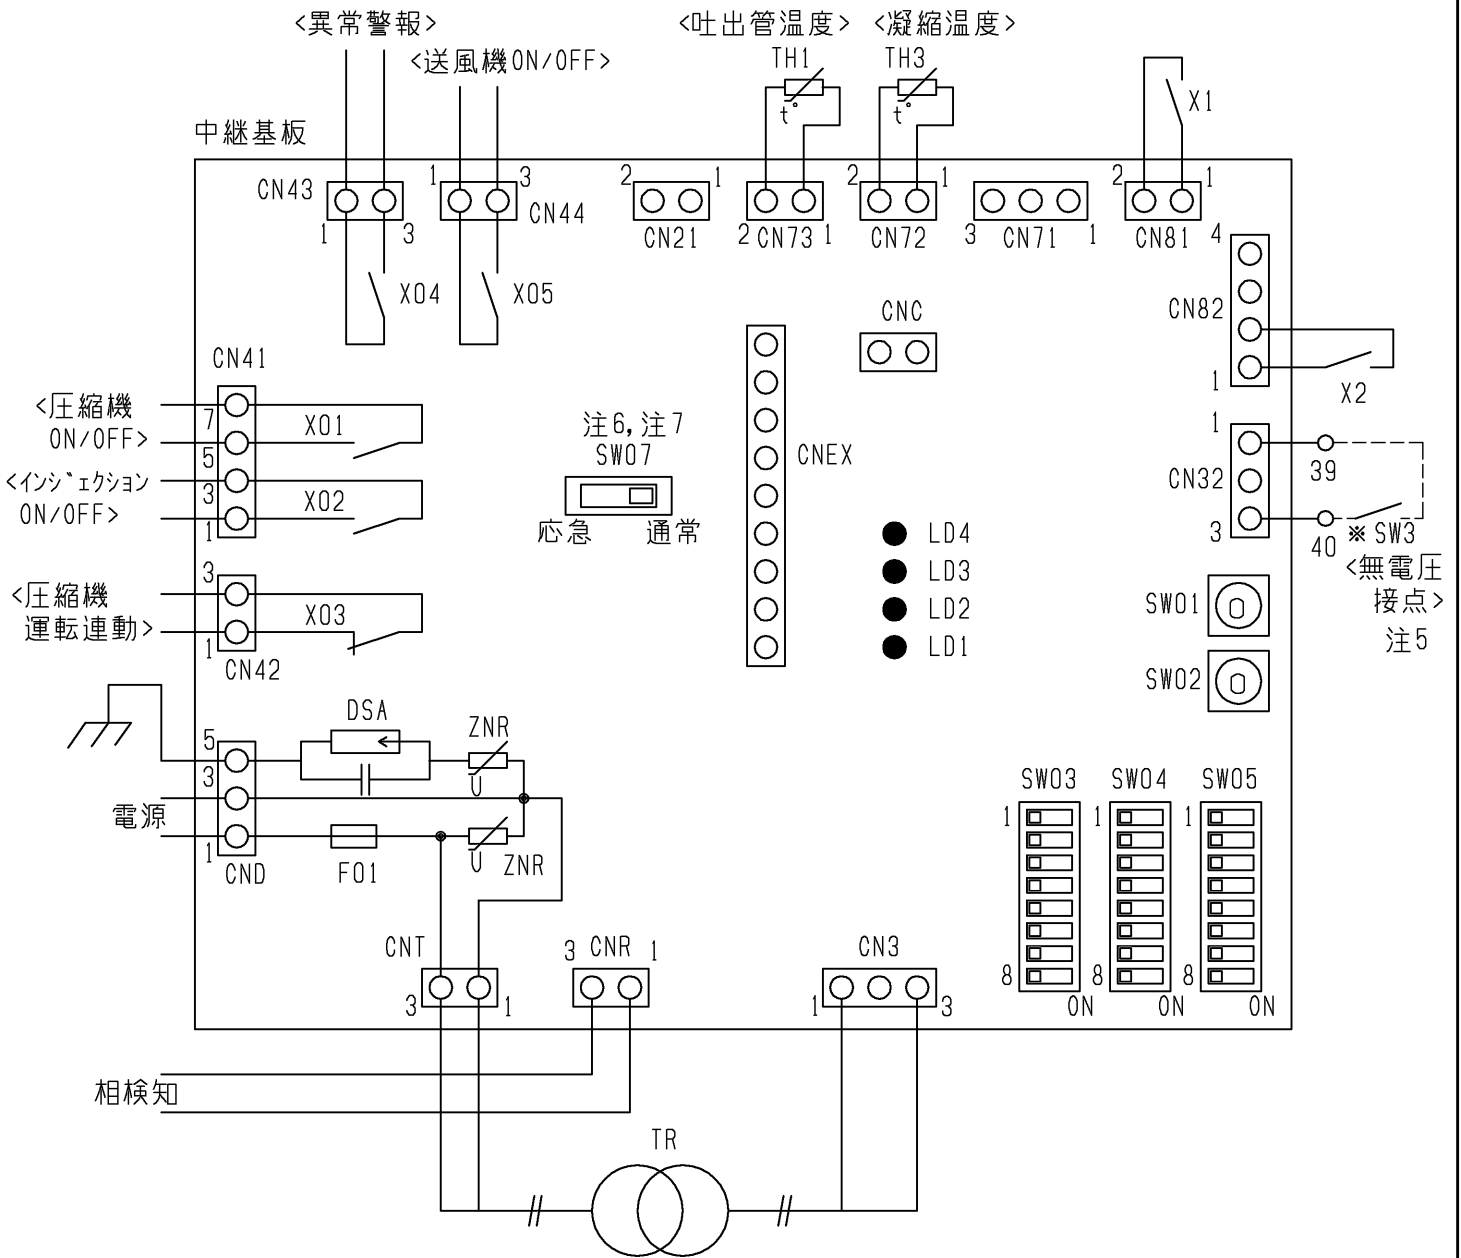 <異常警報>
<吐出管温度>
<凝縮温度>
<送風機ON/OFF>
TH1
TH3
t°
t°
X1
中継基板
CN43
1
3
1
3
CN44
2
1
CN21
2
CN73
1
2
1
CN72
3
CN71
1
2
1
CN81
X04
X05
4
CN82
1
X2
CNC
CN41
<圧縮機
ON/OFF>
7
5
X01
<インジェクション
ON/OFF>
3
1
X02
注6,注7
SW07
応急
通常
CNEX
1
CN32
3
39
40
※SW3
<無電圧
接点>
注5
LD4
LD3
LD2
LD1
<圧縮機
運転連動>
3
1
X03
CN42
SW01
SW02
DSA
ZNR
U
5
3
電源
1
CND
F01
U
ZNR
SW03
SW04
SW05
1
1
1
8
8
8
ON
ON
ON
CNT
3
1
3
CNR
1
CN3
1
3
相検知
TR